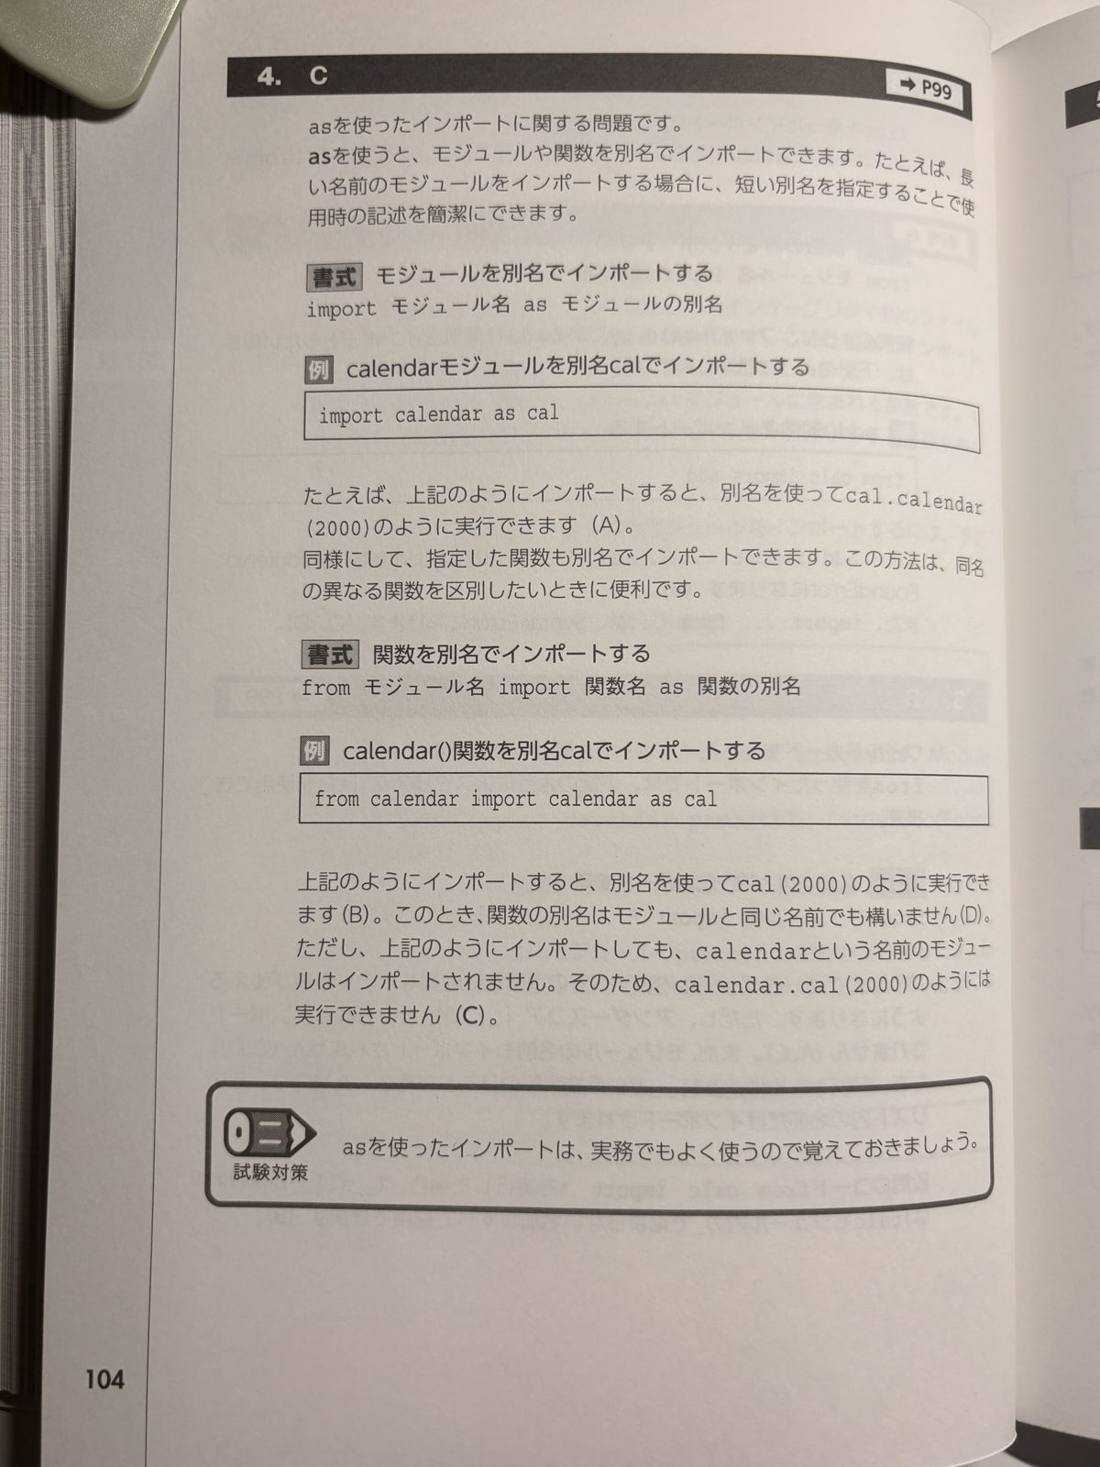 4. C
➡ P99
asを使ったインポートに関する問題です。
asを使うと、モジュールや関数を別名でインポートできます。たとえば、長
い名前のモジュールをインポートする場合に、短い別名を指定することで使
用時の記述を簡潔にできます。
書式 モジュールを別名でインポートする
import モジュール名 as モジュールの別名
例 calendarモジュールを別名calでインポートする
import calendar as cal
たとえば、上記のようにインポートすると、別名を使ってcal.calendar
(2000)のように実行できます（A）。
同様にして、指定した関数も別名でインポートできます。この方法は、同名
の異なる関数を区別したいときに便利です。
書式 関数を別名でインポートする
from モジュール名 import 関数名 as 関数の別名
例 calendar()関数を別名calでインポートする
from calendar import calendar as cal
上記のようにインポートすると、別名を使ってcal(2000)のように実行でき
ます(B)。このとき、関数の別名はモジュールと同じ名前でも構いません(D)。
ただし、上記のようにインポートしても、calendarという名前のモジュー
ルはインポートされません。そのため、calendar.cal(2000)のようには
実行できません（C）。
試験対策
asを使ったインポートは、実務でもよく使うので覚えておきましょう。
104